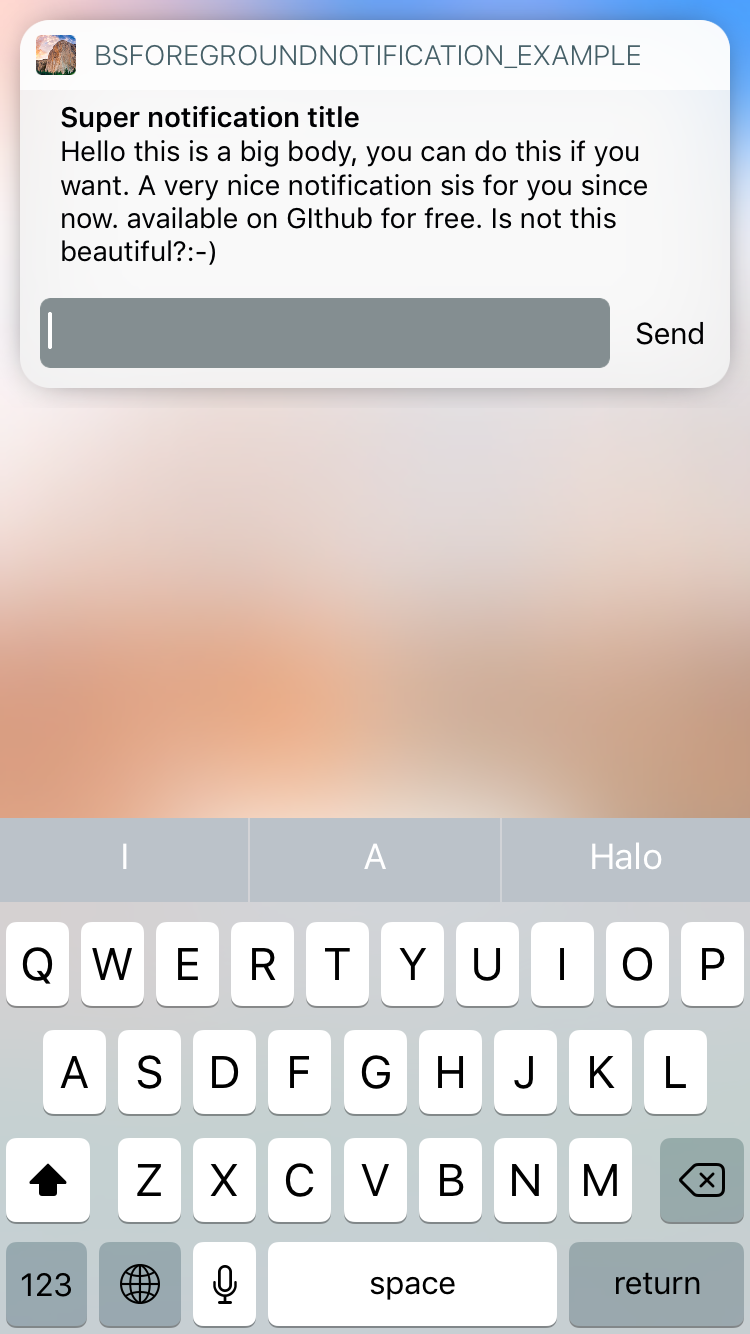 BSFOREGROUNDNOTIFICATION_EXAMPLE
Super notification title
Hello this is a big body, you can do this if you
want. A very nice notification sis for you since
now. available on GIthub for free. Is not this
beautiful?:-)
Send
I A Halo
Q W E R T Y U I O P
A S D F G H J K L
Z X C V B N M
123 space return